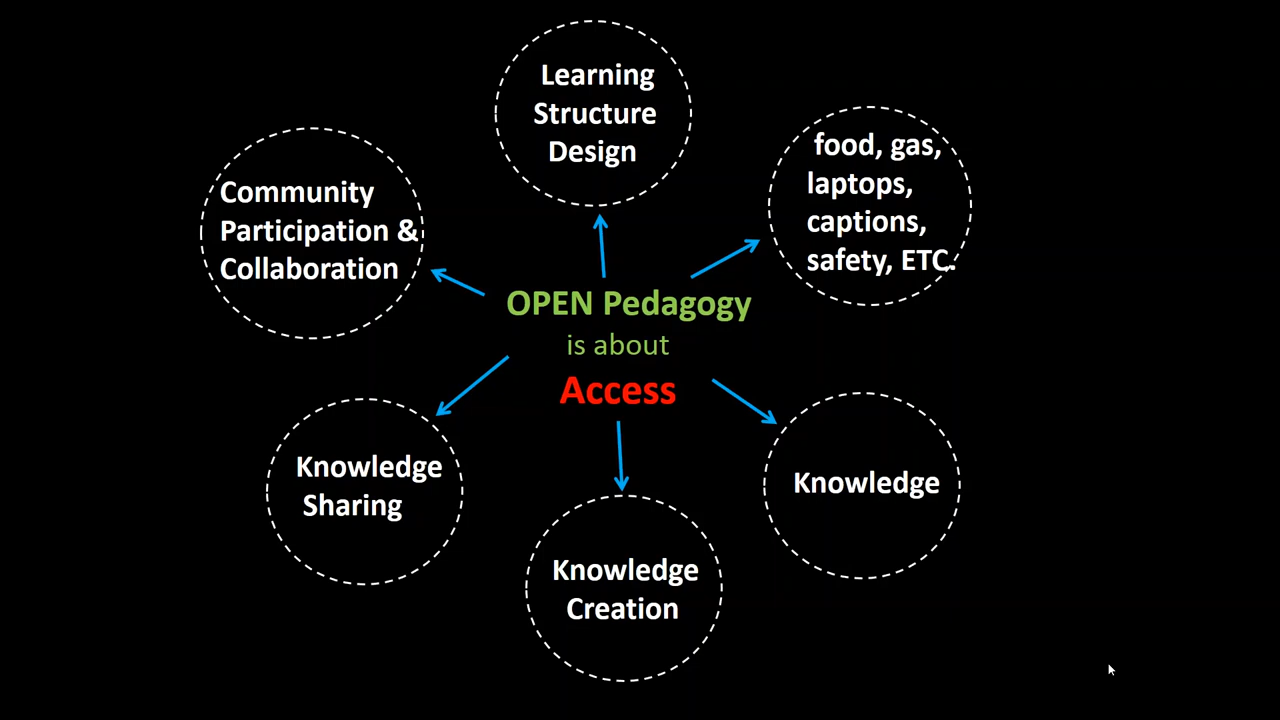 Learning
Structure
Design
food, gas,
laptops,
captions,
safety, ETC.
Community
Participation &
Collaboration
OPEN Pedagogy
is about
Access
Knowledge
Sharing
Knowledge
Knowledge
Creation